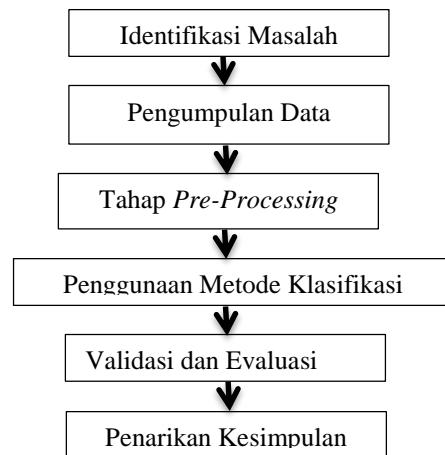 Identifikasi Masalah
Pengumpulan Data
Tahap Pre-Processing
Penggunaan Metode Klasifikasi
Validasi dan Evaluasi
Penarikan Kesimpulan